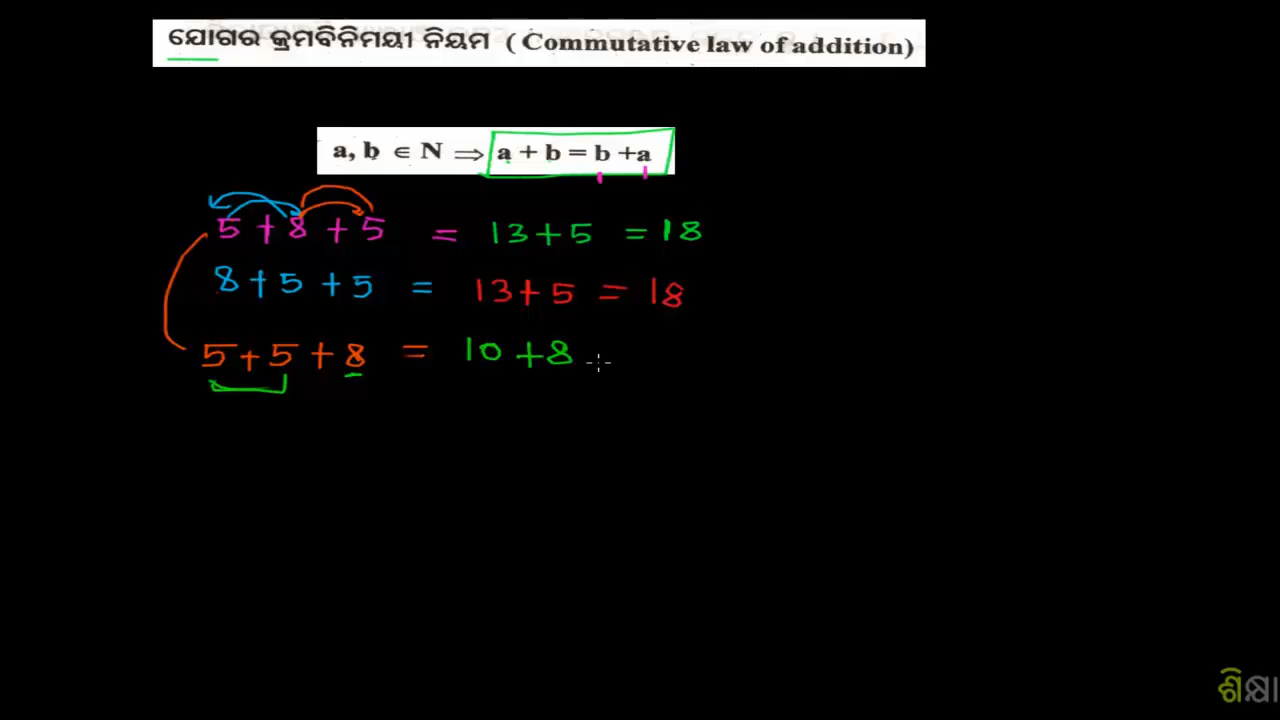 ଯୋଗର କ୍ରମବିନିମୟୀ ନିୟମ ( Commutative law of addition)
a, b ∈ N ⇒ a + b = b +a
5 + 8 + 5 = 13 + 5 = 18
8 + 5 + 5 = 13 + 5 = 18
5 + 5 + 8 = 10 + 8
ଶିକ୍ଷା